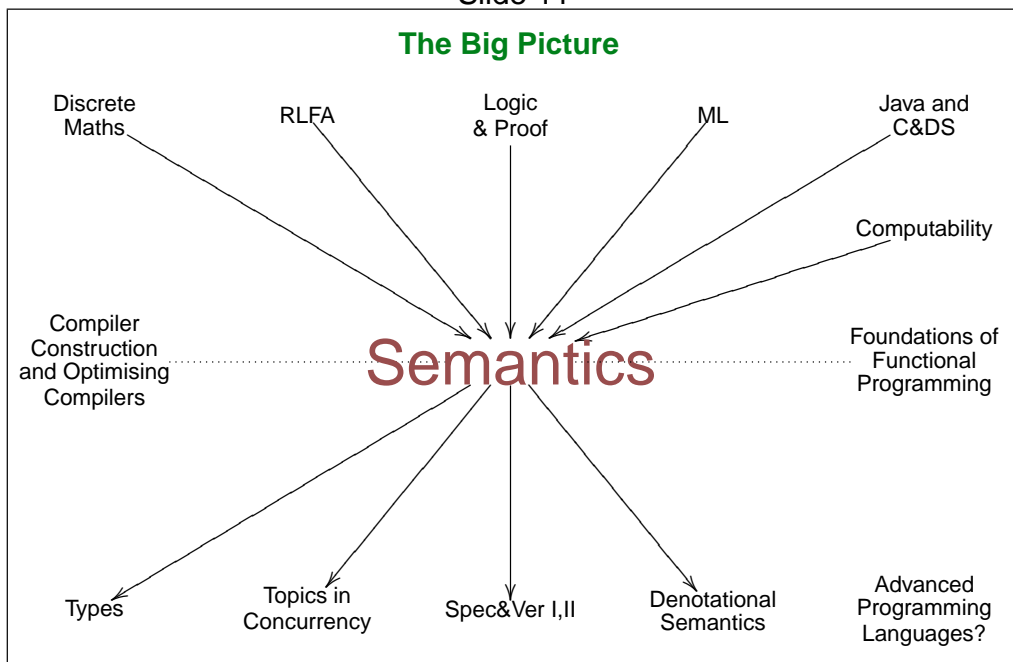 The Big Picture
Discrete
Maths
RLFA
Logic
& Proof
ML
Java and
C&DS
Computability
Compiler
Construction
and Optimising
Compilers
Semantics
Foundations of
Functional
Programming
Types
Topics in
Concurrency
Spec&Ver I,II
Denotational
Semantics
Advanced
Programming
Languages?